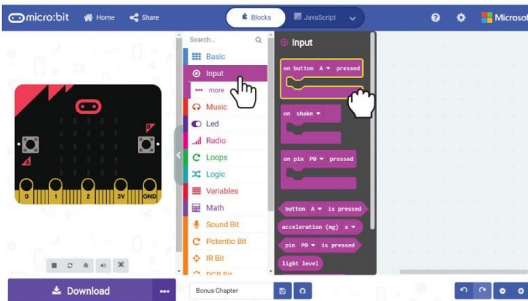 micro:bit
Home
Share
Blocks
JavaScript
Microsof
Search...
Basic
Input
more
Music
Led
Radio
Loops
Logic
Variables
Math
Sound Bit
Potentio Bit
IR Bit
Input
on button A pressed
on shake
on pin P0 pressed
button A is pressed
acceleration (mg) x
pin P0 is pressed
light level
0 1 2 3V GND
Download
Bonus Chapter